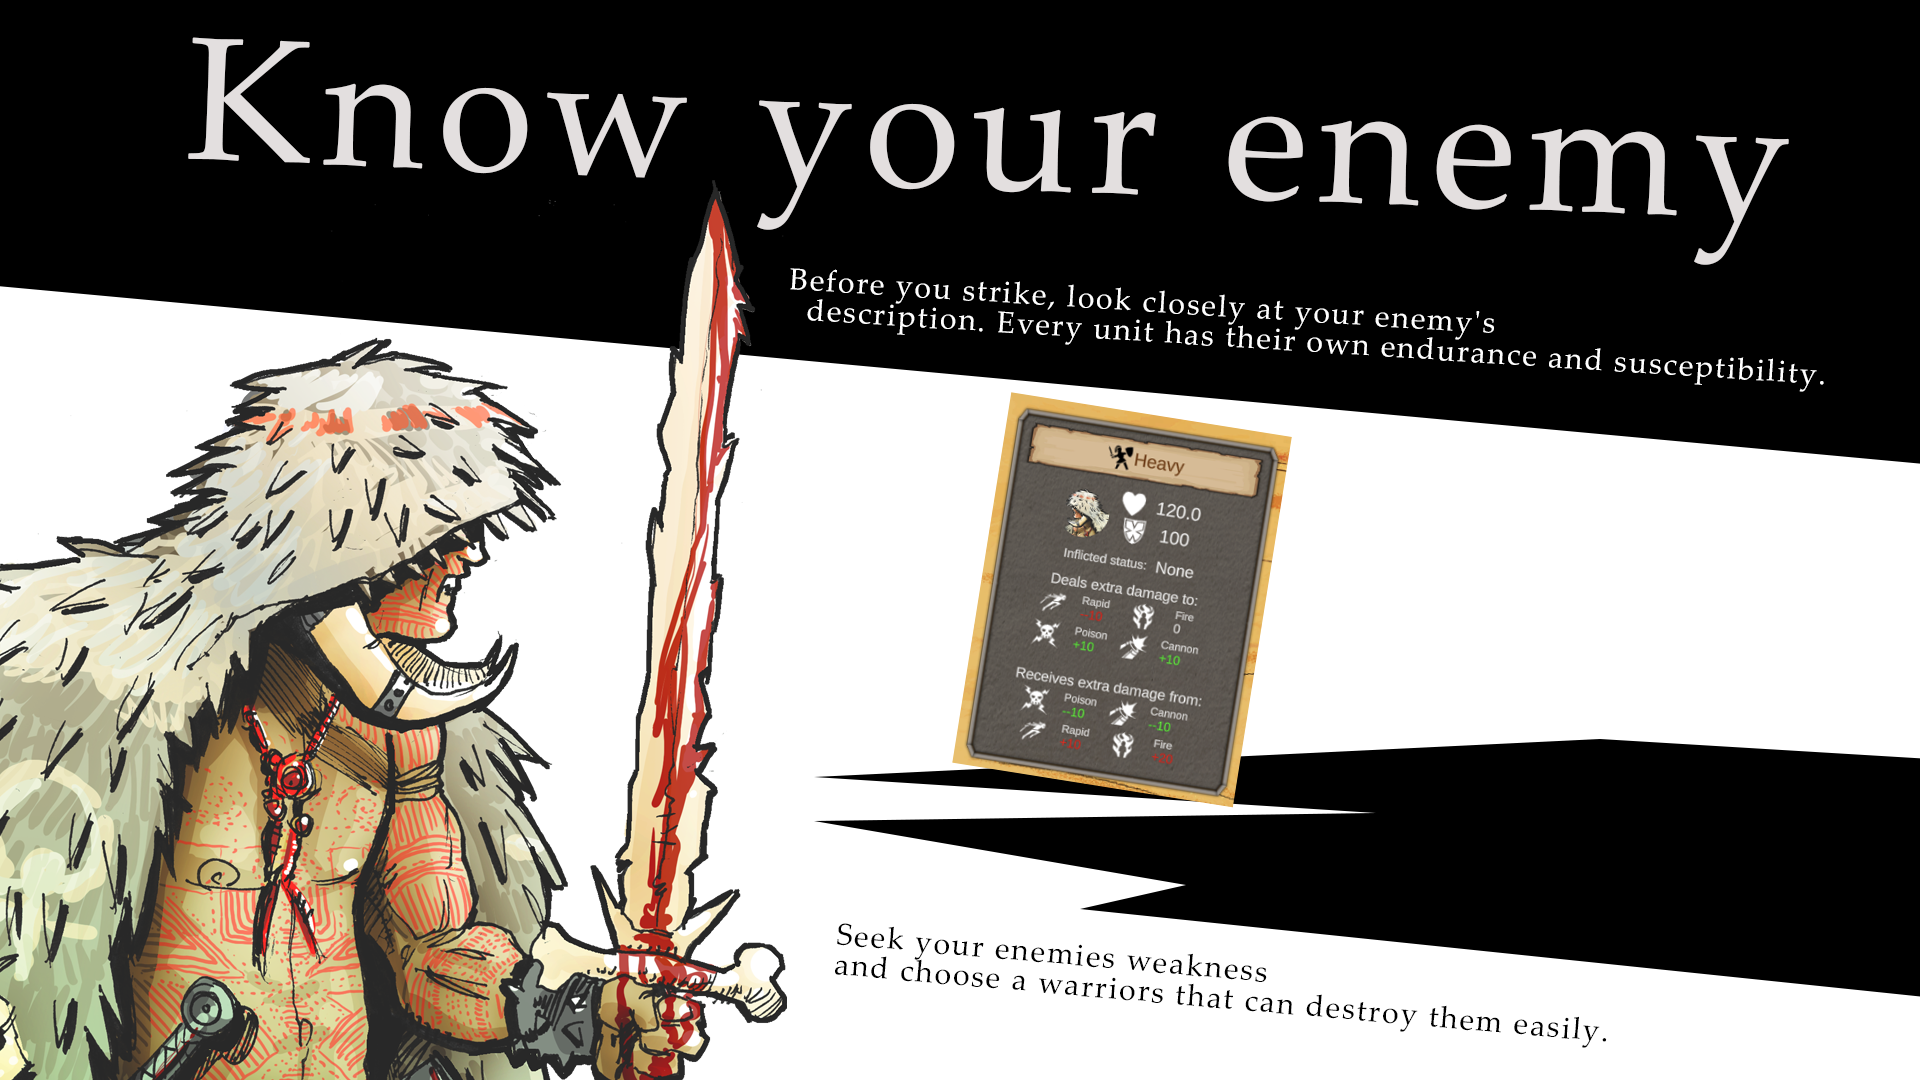 Know your enemy
Before you strike, look closely at your enemy's
description. Every unit has their own endurance and susceptibility.
Heavy
120.0
100
Inflicted status: None
Deals extra damage to:
Rapid Fire
0
Poison Cannon
+10 +10
Receives extra damage from:
Poison Cannon
--10 --10
Rapid Fire
+10 +20
Seek your enemies weakness
and choose a warriors that can destroy them easily.